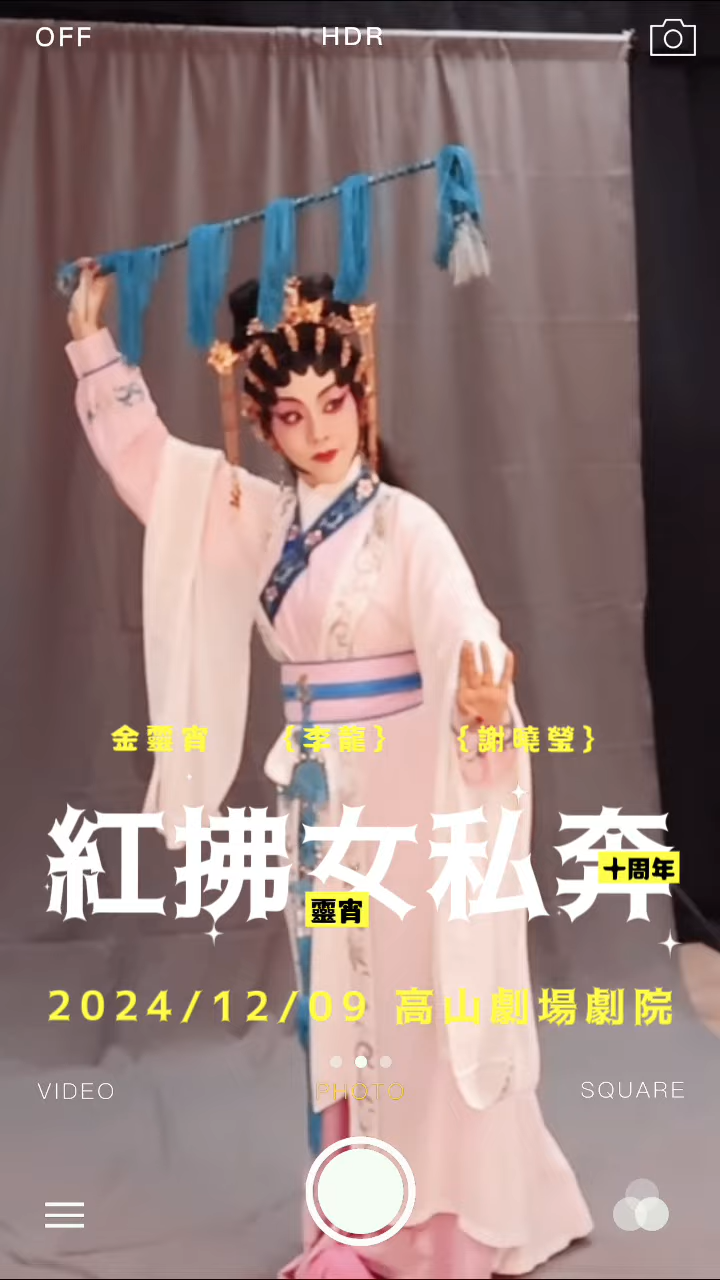 OFF HDR
金靈宵 {李龍} {謝曉瑩}
紅拂女私奔
十周年
靈宵
2024/12/09 高山劇場劇院
VIDEO PHOTO SQUARE